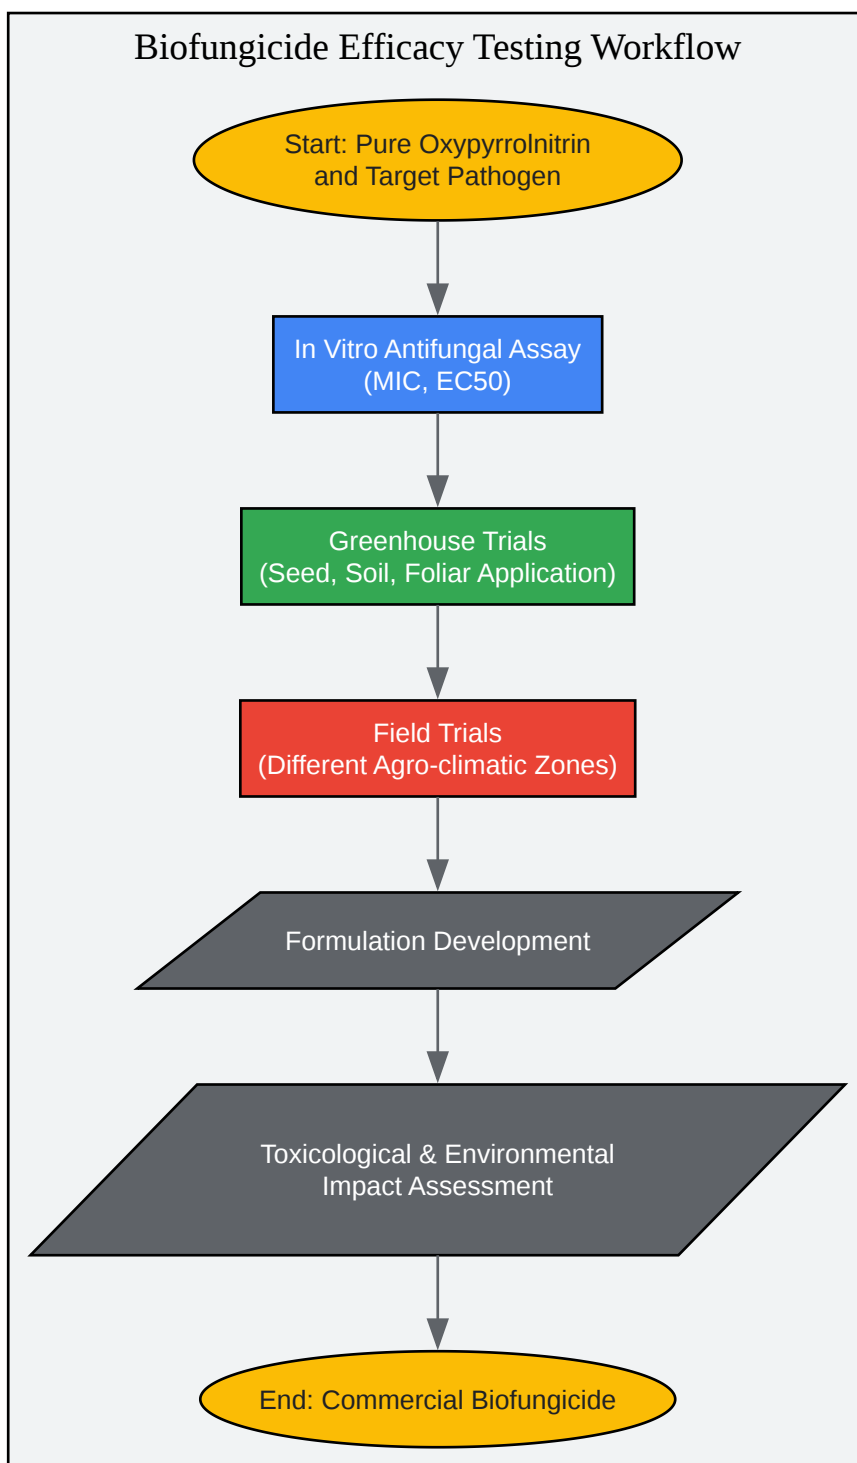 Biofungicide Efficacy Testing Workflow
Start: Pure Oxypyrrolnitrin
and Target Pathogen
In Vitro Antifungal Assay
(MIC, EC50)
Greenhouse Trials
(Seed, Soil, Foliar Application)
Field Trials
(Different Agro-climatic Zones)
Formulation Development
Toxicological & Environmental
Impact Assessment
End: Commercial Biofungicide